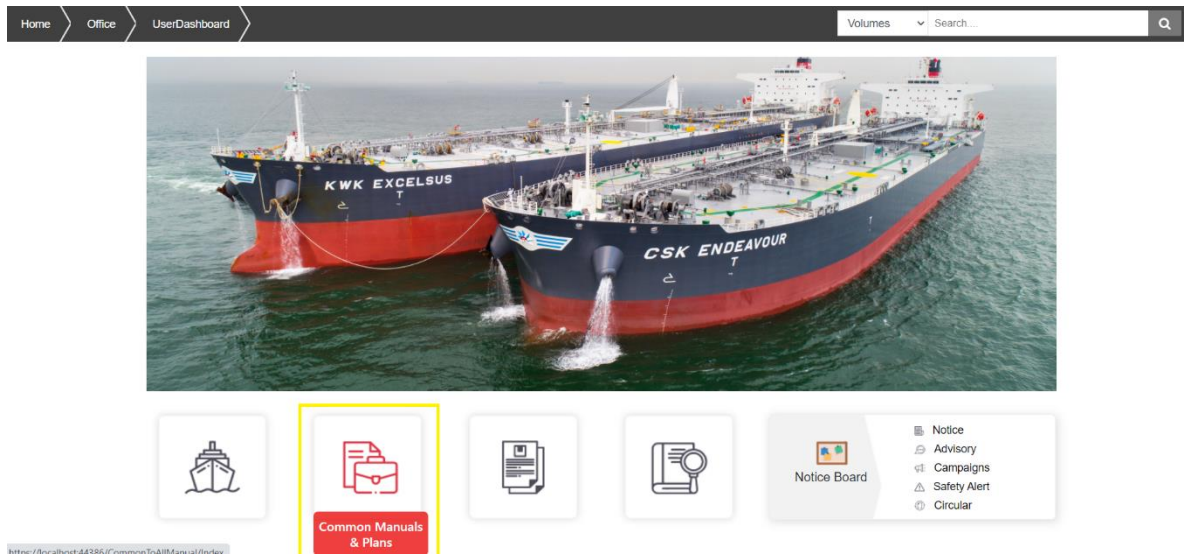 Home
Office
UserDashboard
Volumes
Search....
KWK EXCELSUS
CSK ENDEAVOUR
Common Manuals
& Plans
Notice Board
Notice
Advisory
Campaigns
Safety Alert
Circular
https://localhost:44386/CommonToAllManual/Index